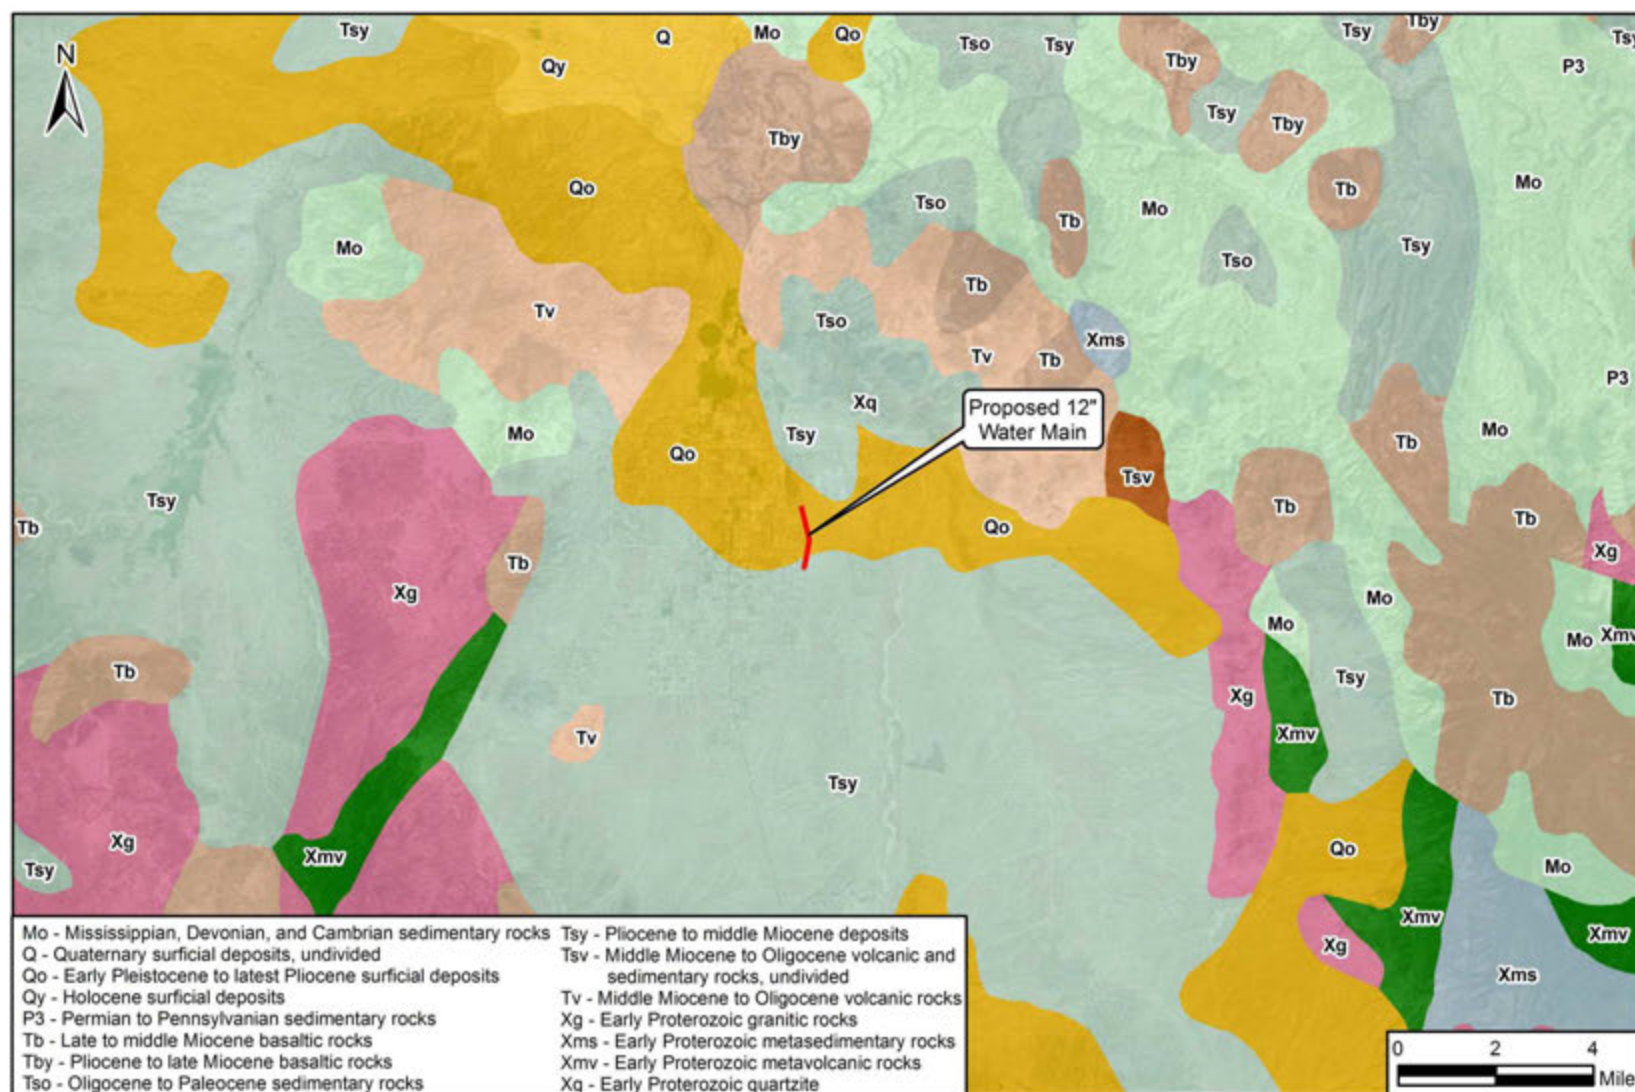 Tsy
Q
Mo
Qo
Tso
Tsy
Tsy
Tby
Tsy
N
Qy
Tby
P3
Tsy
Tby
Tby
Qo
Tso
Tb
Mo
Tb
Mo
Mo
Tsy
Tso
Tb
Tv
Tso
Xms
Tv
Tb
P3
Xq
Proposed 12"
Water Main
Mo
Tsy
Mo
Tb
Qo
Tsy
Tsv
Tb
Tb
Tb
Qo
Xg
Tb
Xg
Mo
Mo
Mo
Xmv
Tb
Xg
Tsy
Tb
Tv
Xmv
Tsy
Xg
Xmv
Tsy
Qo
Mo
Xmv
Xmv
Xg
Xms
Mo - Mississippian, Devonian, and Cambrian sedimentary rocks
Q - Quaternary surficial deposits, undivided
Qo - Early Pleistocene to latest Pliocene surficial deposits
Qy - Holocene surficial deposits
P3 - Permian to Pennsylvanian sedimentary rocks
Tb - Late to middle Miocene basaltic rocks
Tby - Pliocene to late Miocene basaltic rocks
Tso - Oligocene to Paleocene sedimentary rocks
Tsy - Pliocene to middle Miocene deposits
Tsv - Middle Miocene to Oligocene volcanic and
sedimentary rocks, undivided
Tv - Middle Miocene to Oligocene volcanic rocks
Xg - Early Proterozoic granitic rocks
Xms - Early Proterozoic metasedimentary rocks
Xmv - Early Proterozoic metavolcanic rocks
Xq - Early Proterozoic quartzite
0 2 4
Mile